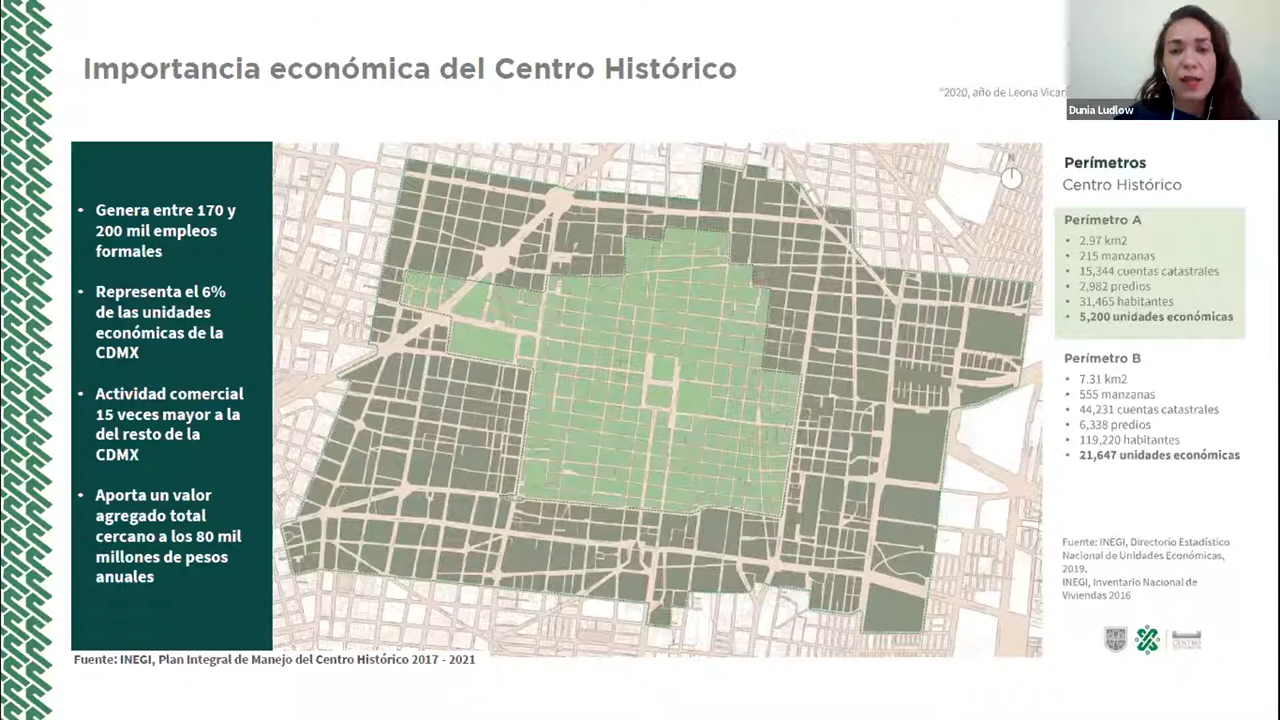 Importancia económica del Centro Histórico
"2020, año de Leona Vicar
Dunia Ludlow
• Genera entre 170 y
200 mil empleos
formales
• Representa el 6%
de las unidades
económicas de la
CDMX
• Actividad comercial
15 veces mayor a la
del resto de la
CDMX
• Aporta un valor
agregado total
cercano a los 80 mil
millones de pesos
anuales
Fuente: INEGI, Plan Integral de Manejo del Centro Histórico 2017 - 2021
Perímetros
Centro Histórico
Perímetro A
• 2.97 km2
• 215 manzanas
• 15,344 cuentas catastrales
• 2,982 predios
• 31,465 habitantes
• 5,200 unidades económicas
Perímetro B
• 7.31 km2
• 555 manzanas
• 44,231 cuentas catastrales
• 6,338 predios
• 119,220 habitantes
• 21,647 unidades económicas
Fuente: INEGI, Directorio Estadístico
Nacional de Unidades Económicas,
2019.
INEGI, Inventario Nacional de
Viviendas 2016